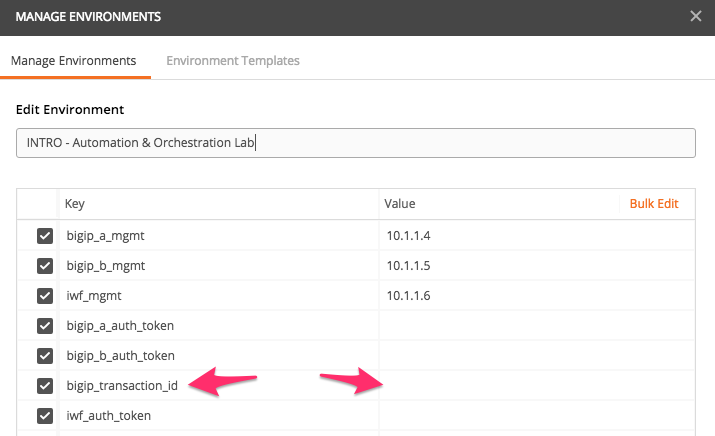 MANAGE ENVIRONMENTS
Manage Environments Environment Templates
Edit Environment
INTRO - Automation & Orchestration Lab
Key Value Bulk Edit
bigip_a_mgmt 10.1.1.4
bigip_b_mgmt 10.1.1.5
iwf_mgmt 10.1.1.6
bigip_a_auth_token
bigip_b_auth_token
bigip_transaction_id
iwf_auth_token